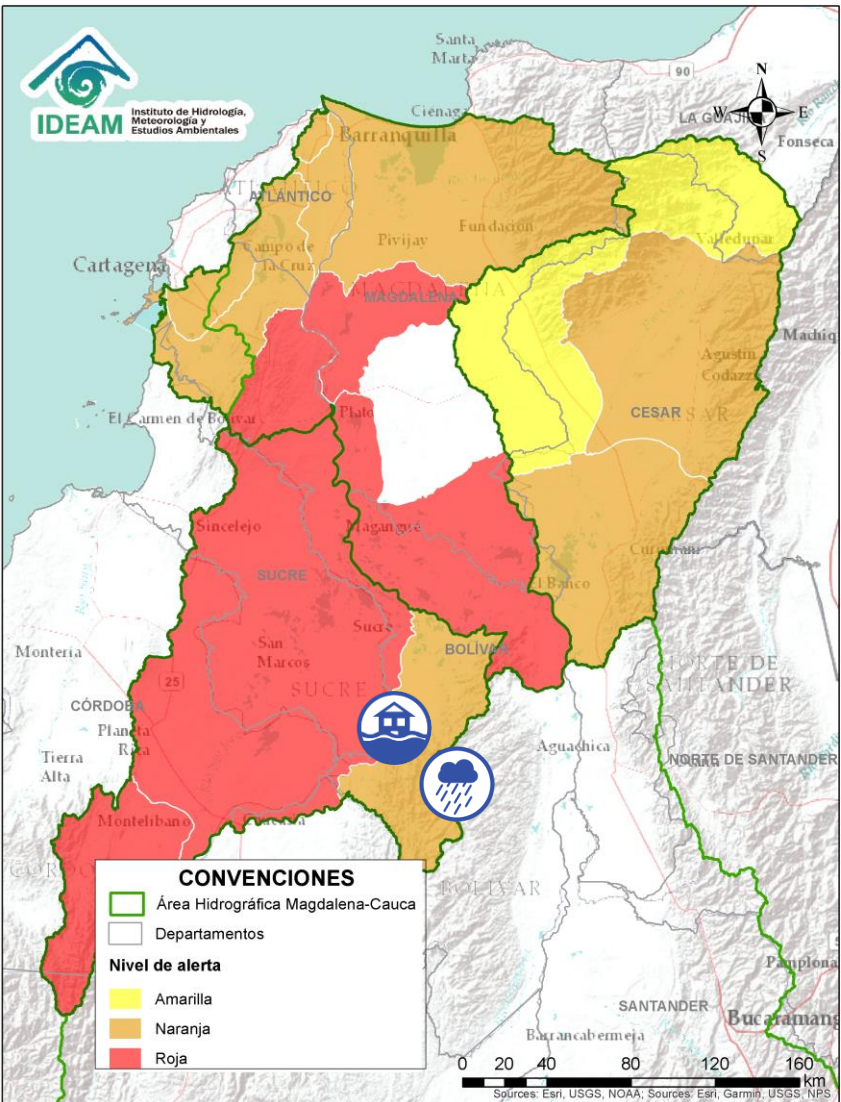 IDEAM
Instituto de Hidrología,
Meteorología y
Estudios Ambientales
Santa
Marta
90
N
W
E
S
Ciénaga
LA GUAJIRA
Fonseca
Barranquilla
ATLÁNTICO
ATLÁNTICO
Fundación
Pivijay
Campo de
la Cruz
Valledupar
Cartagena
MAGDALENA
MAGDALENA
Machiq
Agustín
Codazzi
CESAR
CESAR
El Carmen de Bolívar
Plato
Sincelejo
Magangué
SUCRE
El Banco
Sucre
San
Marcos
SUCRE
BOLÍVAR
Montería
25
CÓRDOBA
Planeta
Rica
Tierra
Alta
NORTE DE
SANTANDER
Aguachica
NORTE DE SANTANDER
Montelíbano
BOLÍVAR
CONVENCIONES
Área Hidrográfica Magdalena-Cauca
Departamentos
Nivel de alerta
Amarilla
Naranja
Roja
Pamplona
SANTANDER
Bucaramang
Barrancabermeja
0 20 40 80 120 160
km
Sources: Esri, USGS, NOAA; Sources: Esri, Garmin, USGS, NPS